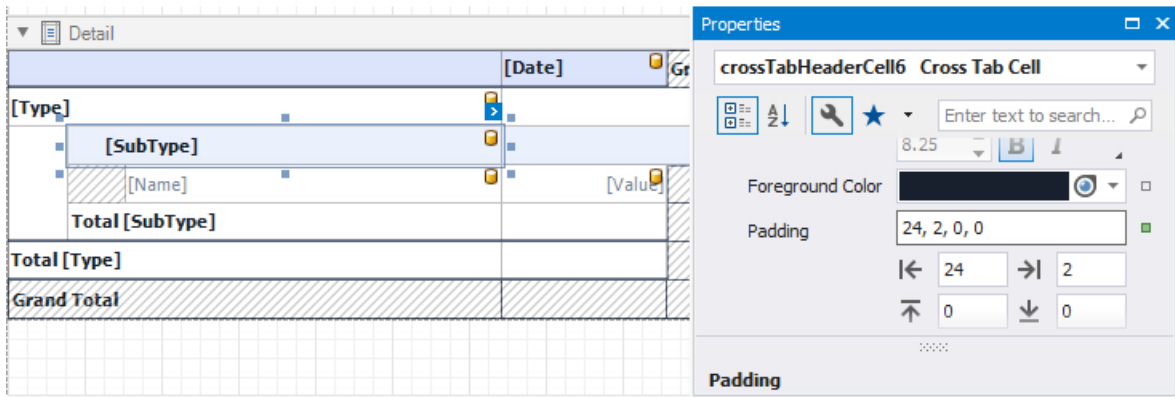 Detail
[Date]
Gr
[Type]
[SubType]
[Name]
[Value]
Total [SubType]
Total [Type]
Grand Total
Properties
crossTabHeaderCell6 Cross Tab Cell
A
Z
Enter text to search...
8.25
B
I
Foreground Color
Padding
24, 2, 0, 0
24
2
0
0
Padding